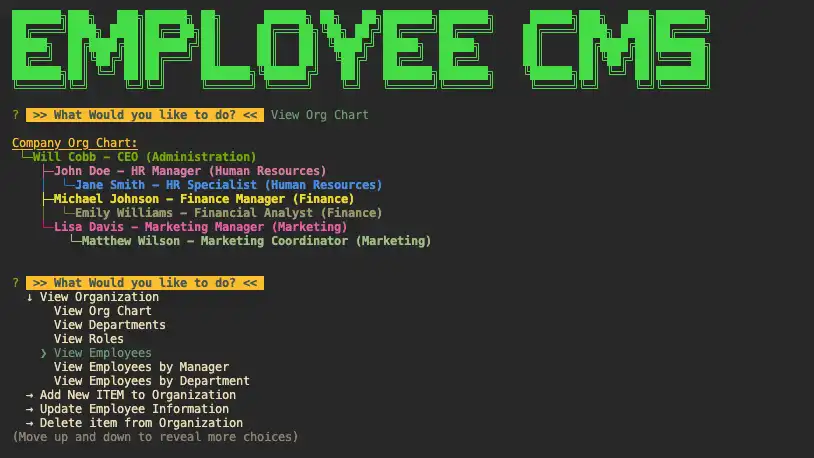 EMPLOYEE CMS
? >> What Would you like to do? << View Org Chart
Company Org Chart:
└─Will Cobb – CEO (Administration)
├─John Doe – HR Manager (Human Resources)
│ └─Jane Smith – HR Specialist (Human Resources)
├─Michael Johnson – Finance Manager (Finance)
│ └─Emily Williams – Financial Analyst (Finance)
└─Lisa Davis – Marketing Manager (Marketing)
└─Matthew Wilson – Marketing Coordinator (Marketing)
? >> What Would you like to do? <<
↓ View Organization
View Org Chart
View Departments
View Roles
❯ View Employees
View Employees by Manager
View Employees by Department
→ Add New ITEM to Organization
→ Update Employee Information
→ Delete item from Organization
(Move up and down to reveal more choices)